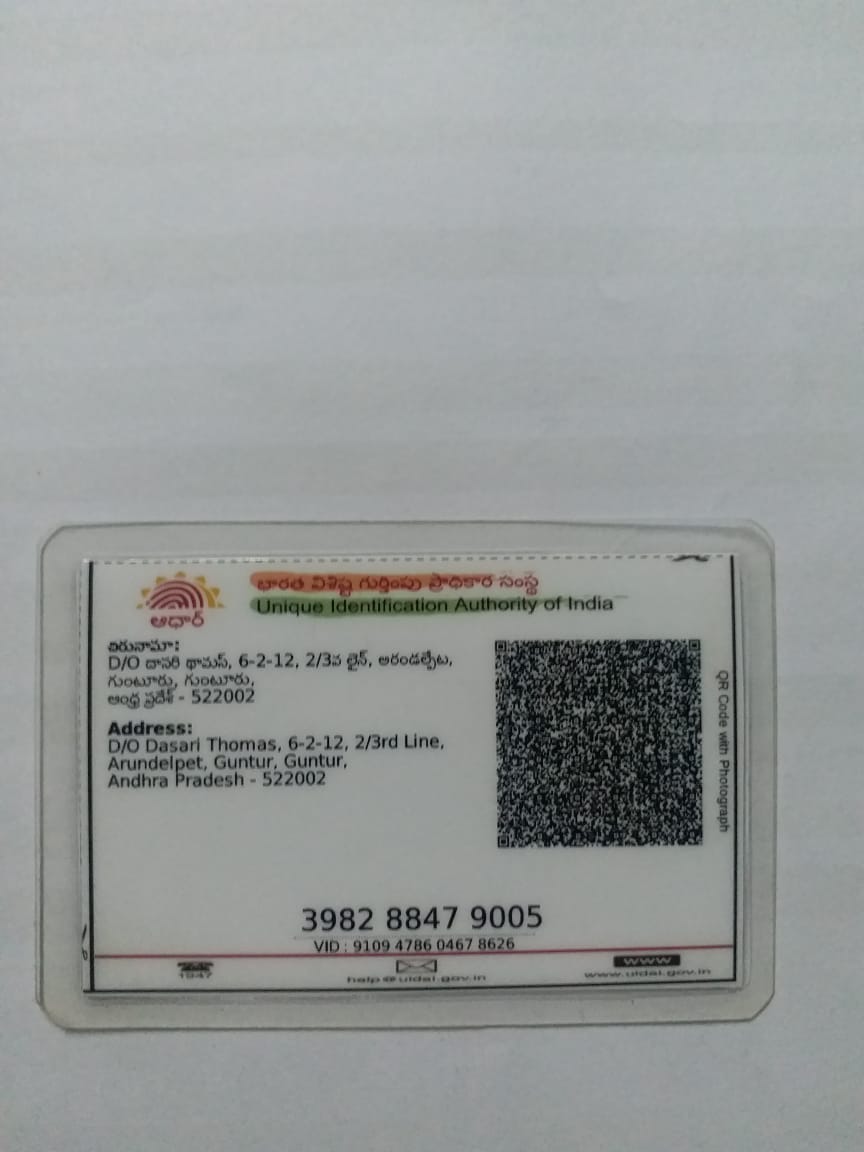 భారత విశిష్ట గుర్తింపు ప్రాధికార సంస్థ
Unique Identification Authority of India
ఆధార్
చిరునామా:
D/O దాసరి థామస్, 6-2-12, 2/3వ లైన్, అరండల్పేట,
గుంటూరు, గుంటూరు,
ఆంధ్ర ప్రదేశ్ - 522002
Address:
D/O Dasari Thomas, 6-2-12, 2/3rd Line,
Arundelpet, Guntur, Guntur,
Andhra Pradesh - 522002
QR Code with Photograph
3982 8847 9005
VID : 9109 4786 0467 8626
1947
help@uidai.gov.in
www
www.uidai.gov.in